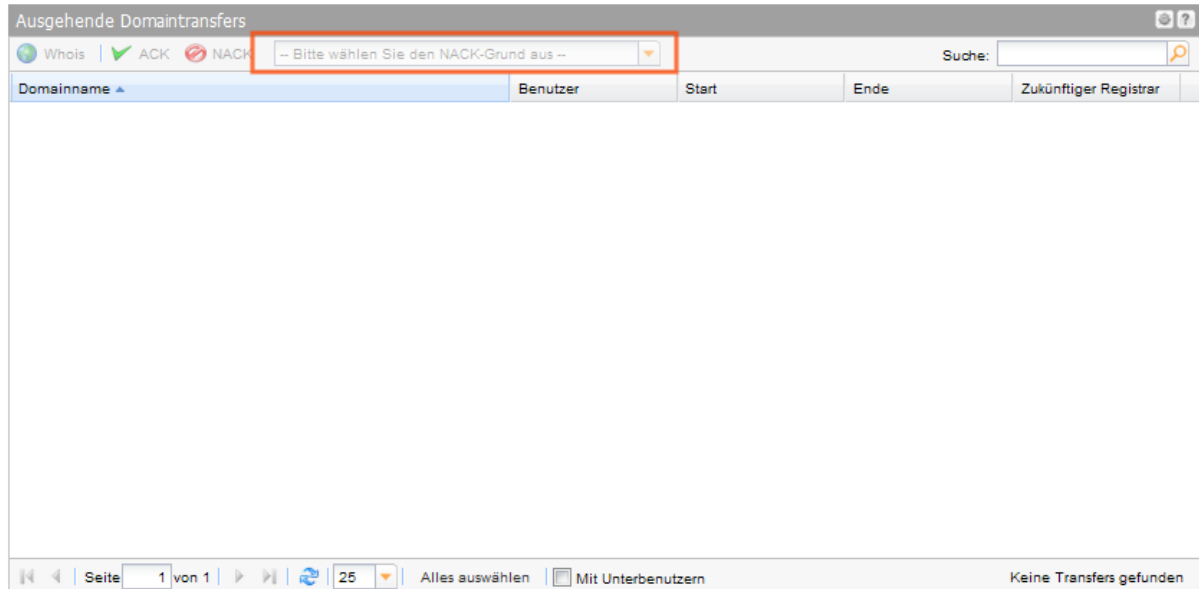 Ausgehende Domaintransfers
Whois ACK NACK -- Bitte wählen Sie den NACK-Grund aus -- Suche:
Domainname Benutzer Start Ende Zukünftiger Registrar
Seite 1 von 1 25 Alles auswählen Mit Unterbenutzern Keine Transfers gefunden